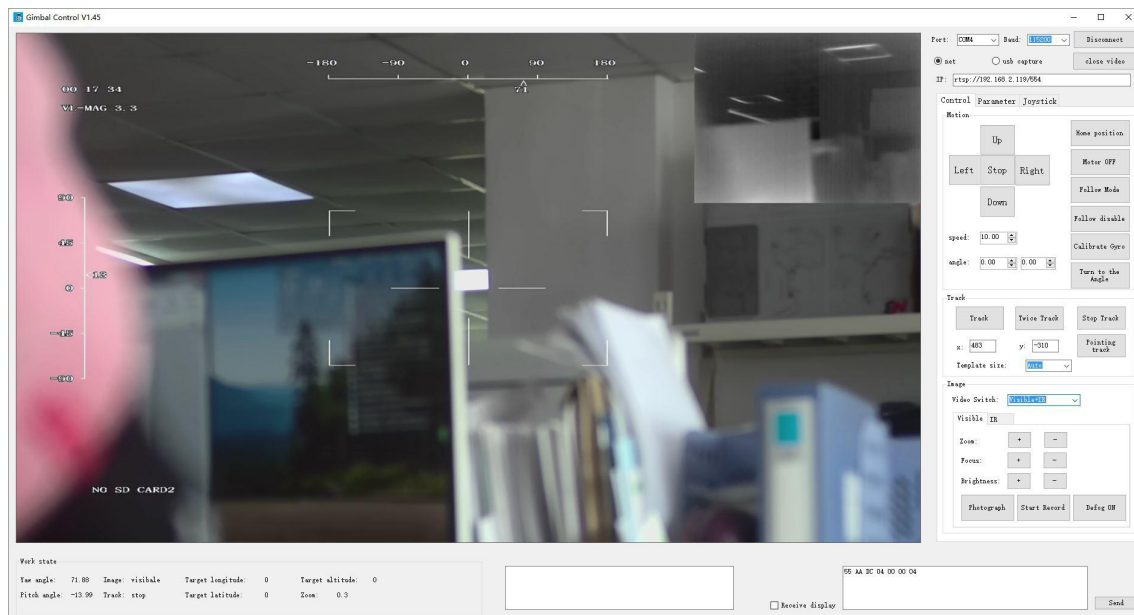 Gimbal Control V1.45
-180 -90 0 90 180
71
00 17 34
VL-MAG 3.3
90
45
13
0
-45
-90
NO SD CARD2
Port: COM4 Baud: 115200 Disconnect
net usb capture close video
IP: rtsp://192.168.2.119/554
Control Parameter Joystick
Motion
Up
Left Stop Right
Down
Home position
Motor OFF
Follow Mode
Follow disable
Calibrate Gyro
Turn to the
Angle
speed: 10.00
angle: 0.00 0.00
Track
Track Twice Track Stop Track
x: 483 y: -310 Pointing
track
Template size: Auto
Image
Video Switch: Visible+IR
Visible IR
Zoom: + -
Focus: + -
Brightness: + -
Photograph Start Record Defog ON
Work state
Yaw angle: 71.88 Image: visibale Target longitude: 0 Target altitude: 0
Pitch angle: -13.99 Track: stop Target latitude: 0 Zoom: 0.3
Receive display
55 AA DC 04 00 00 04
Send